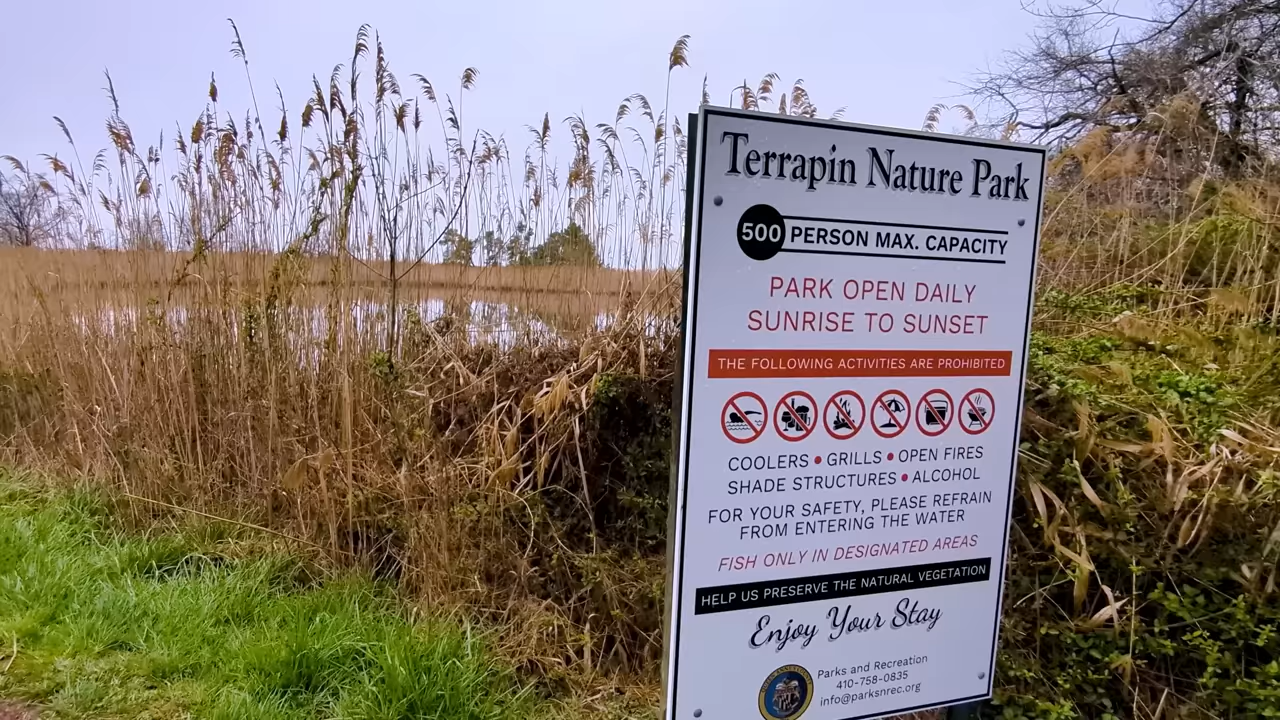 Terrapin Nature Park
500 PERSON MAX. CAPACITY
PARK OPEN DAILY
SUNRISE TO SUNSET
THE FOLLOWING ACTIVITIES ARE PROHIBITED
COOLERS • GRILLS • OPEN FIRES
SHADE STRUCTURES • ALCOHOL
FOR YOUR SAFETY, PLEASE REFRAIN
FROM ENTERING THE WATER
FISH ONLY IN DESIGNATED AREAS
HELP US PRESERVE THE NATURAL VEGETATION
Enjoy Your Stay
Parks and Recreation
410-758-0835
info@parksnrec.org